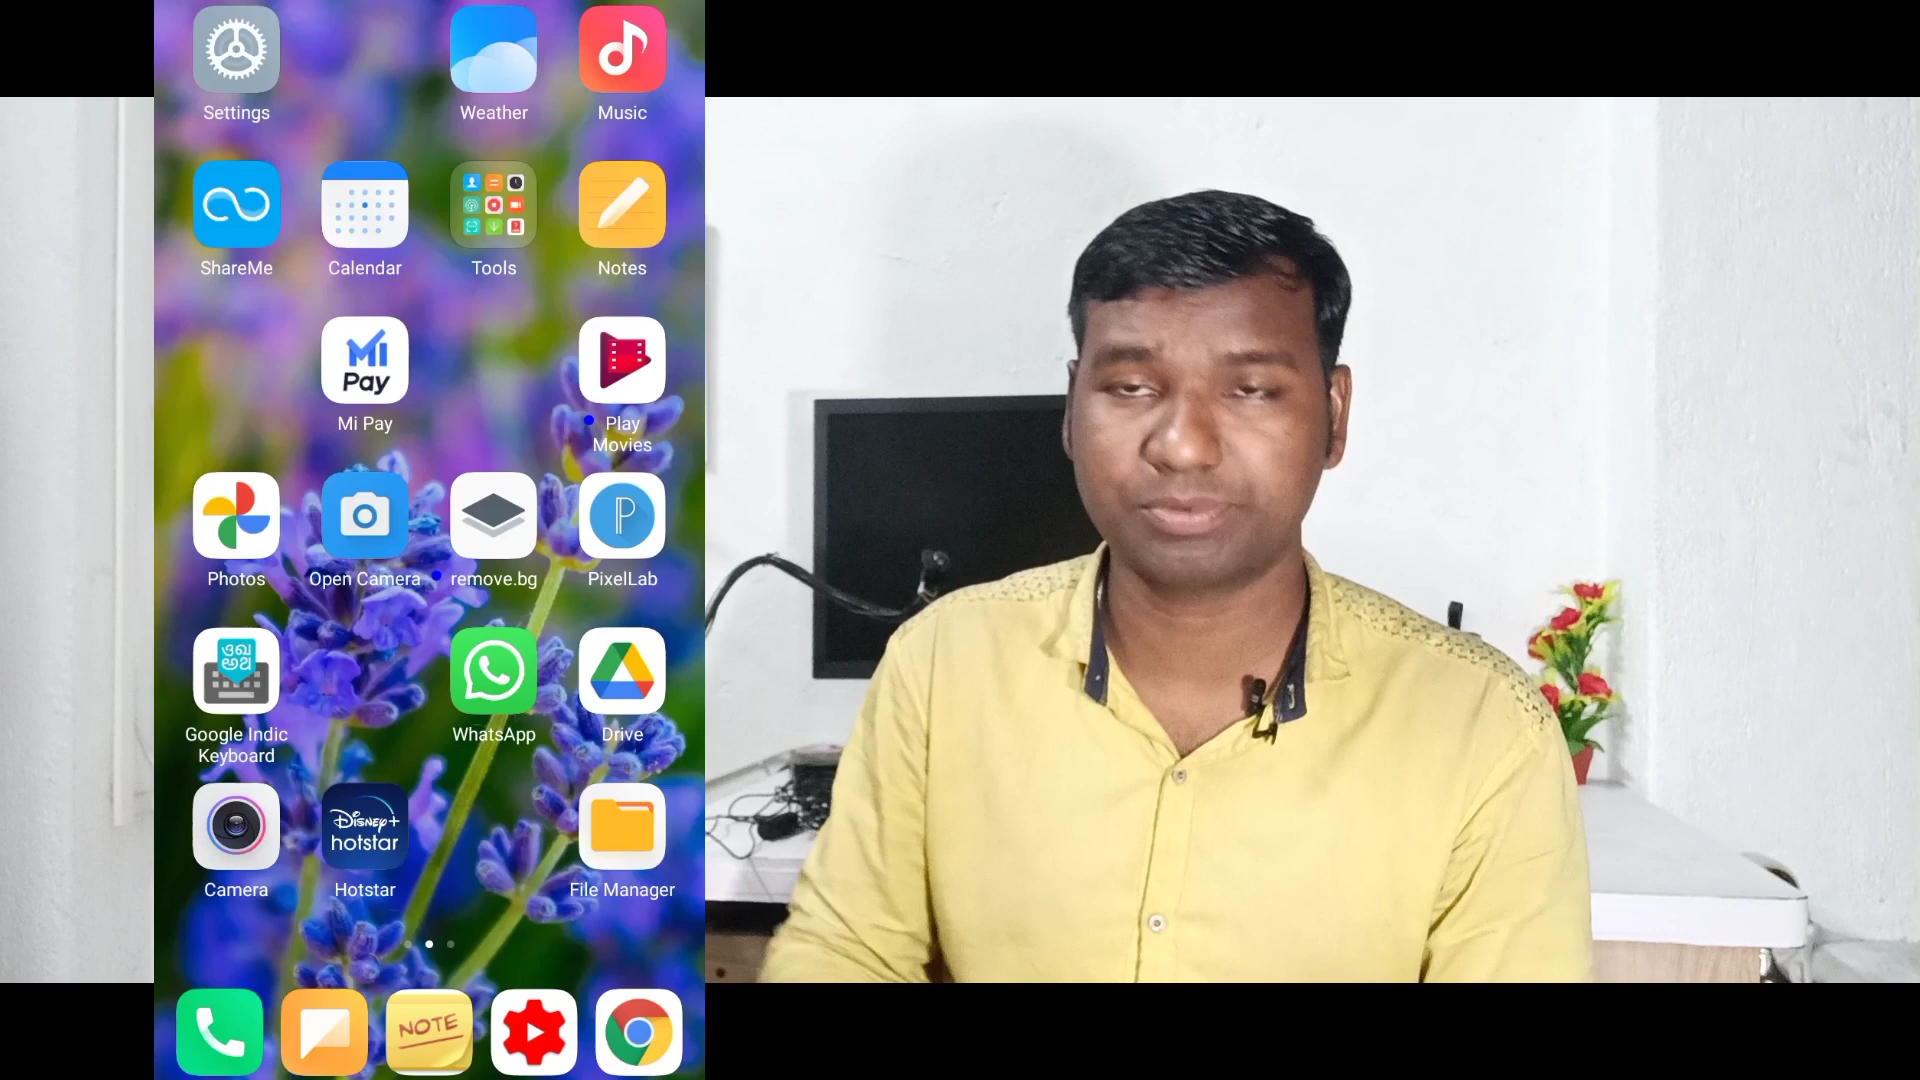 Settings
Weather
Music
ShareMe
Calendar
Tools
Notes
MI
Pay
Mi Pay
Play
Movies
Photos
Open Camera
remove.bg
P
PixelLab
Google Indic
Keyboard
WhatsApp
Drive
Disney+
hotstar
Camera
Hotstar
File Manager
NOTE